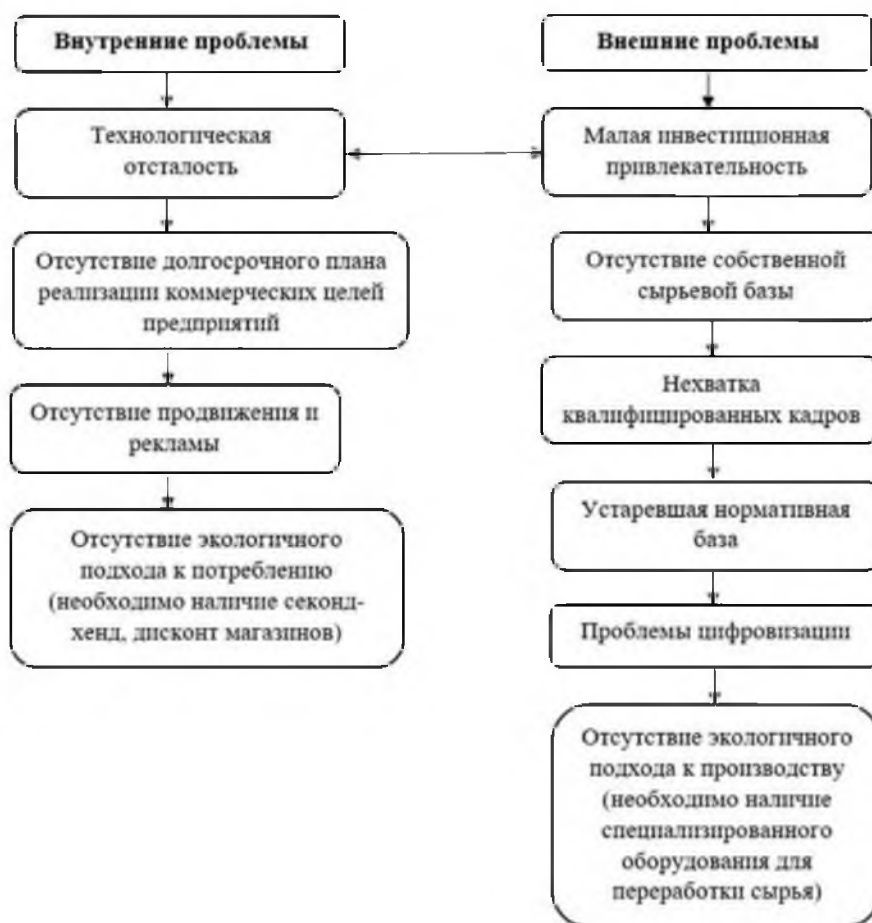 Внутренние проблемы
Технологическая
отсталость
Отсутствие долгосрочного плана
реализации коммерческих целей
предприятий
Отсутствие продвижения и
рекламы
Отсутствие экологичного
подхода к потреблению
(необходимо наличие секонд-
хенд, дисконт магазинов)
Внешние проблемы
Малая инвестиционная
привлекательность
Отсутствие собственной
сырьевой базы
Нехватка
квалифицированных кадров
Устаревшая нормативная
база
Проблемы цифровизации
Отсутствие экологичного
подхода к производству
(необходимо наличие
специализированного
оборудования для
переработки сырья)